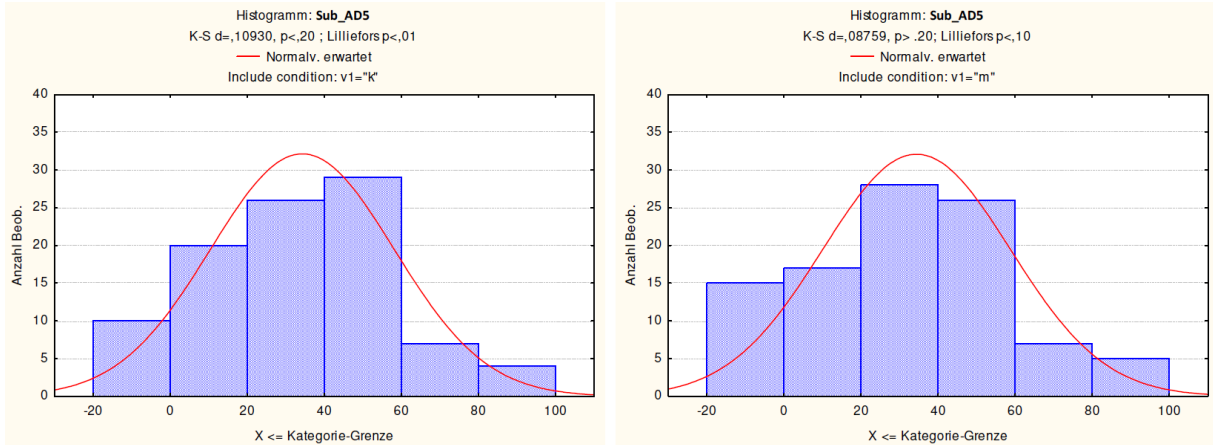 Histogramm: Sub_AD5
K-S d=,10930, p<,20 ; Lilliefors p<,01
Normalv. erwartet
Include condition: v1="k"
40
35
30
25
20
15
10
5
0
Anzahl Beob.
-20 0 20 40 60 80 100
X <= Kategorie-Grenze
Histogramm: Sub_AD5
K-S d=,08759, p> .20; Lilliefors p<,10
Normalv. erwartet
Include condition: v1="m"
40
35
30
25
20
15
10
5
0
Anzahl Beob.
-20 0 20 40 60 80 100
X <= Kategorie-Grenze